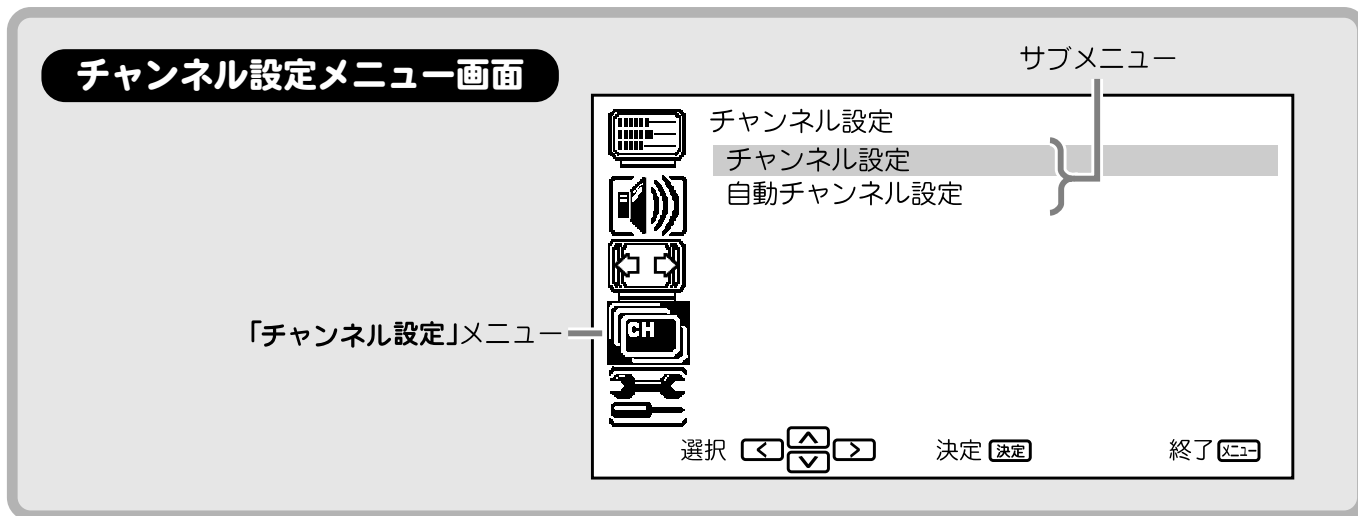 チャンネル設定メニュー画面
サブメニュー
チャンネル設定
チャンネル設定
自動チャンネル設定
「チャンネル設定」メニュー
CH
選択 決定 決定 終了 メニュー